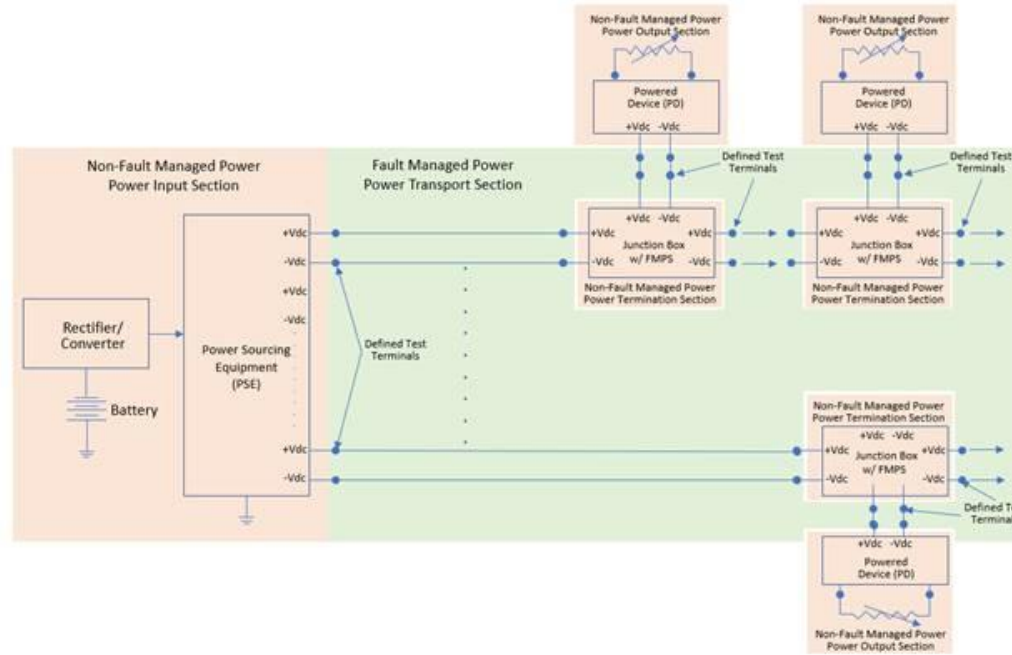 Non-Fault Managed Power
Power Output Section
Powered
Device (PD)
+Vdc -Vdc
Non-Fault Managed Power
Power Output Section
Powered
Device (PD)
+Vdc -Vdc
Non-Fault Managed Power
Power Input Section
Fault Managed Power
Power Transport Section
Defined Test
Terminals
Defined Test
Terminals
+Vdc -Vdc
+Vdc
-Vdc
Junction Box
w/ FMPS
+Vdc
-Vdc
Non-Fault Managed Power
Power Termination Section
+Vdc -Vdc
+Vdc
-Vdc
Junction Box
w/ FMPS
+Vdc
-Vdc
Non-Fault Managed Power
Power Termination Section
+Vdc
-Vdc
+Vdc
-Vdc
Rectifier/
Converter
Battery
Power Sourcing
Equipment
(PSE)
+Vdc
-Vdc
Defined Test
Terminals
Non-Fault Managed Power
Power Termination Section
+Vdc -Vdc
+Vdc
-Vdc
Junction Box
w/ FMPS
+Vdc
-Vdc
Defined
+Vdc -Vdc
Powered
Device (PD)
Non-Fault Managed Power
Power Output Section